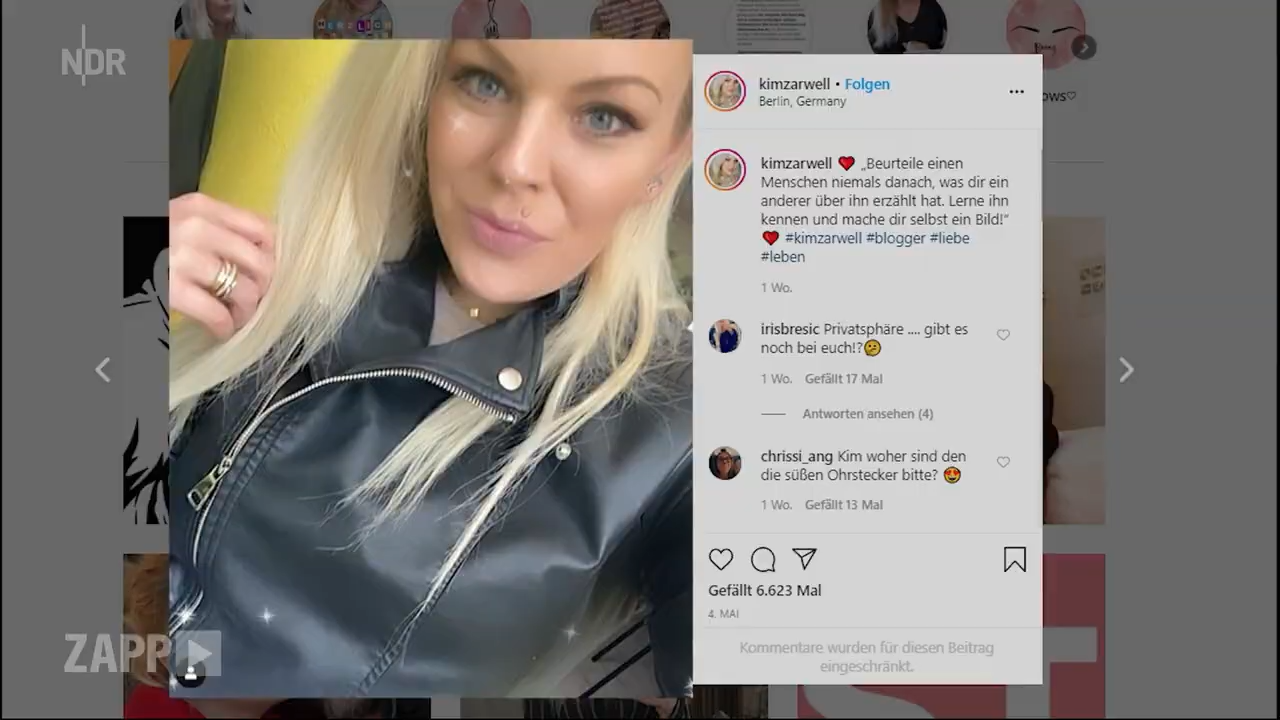 NDR
HERZLICH
kimzarwell • Folgen
Berlin, Germany
ows♡
kimzarwell ❤ „Beurteile einen
Menschen niemals danach, was dir ein
anderer über ihn erzählt hat. Lerne ihn
kennen und mache dir selbst ein Bild!"
❤ #kimzarwell #blogger #liebe
#leben
1 Wo.
irisbresic Privatsphäre .... gibt es
noch bei euch!?🤔
1 Wo. Gefällt 17 Mal
Antworten ansehen (4)
chrissi_ang Kim woher sind den
die süßen Ohrstecker bitte? 😍
1 Wo. Gefällt 13 Mal
Gefällt 6.623 Mal
4. MAI
Kommentare wurden für diesen Beitrag
eingeschränkt.
ZAPP